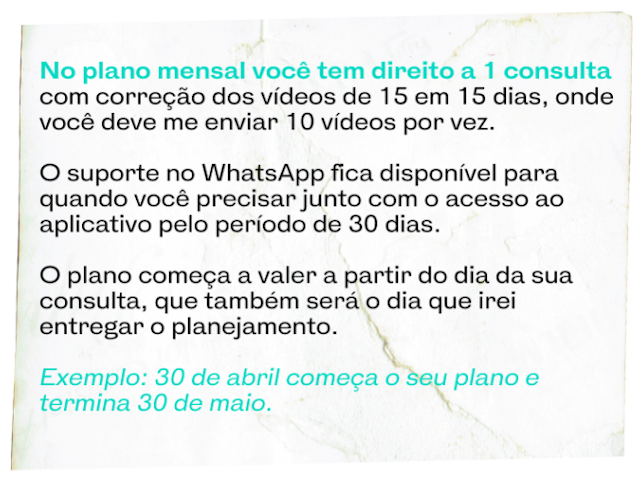 No plano mensal você tem direito a 1 consulta
com correção dos vídeos de 15 em 15 dias, onde
você deve me enviar 10 vídeos por vez.
O suporte no WhatsApp fica disponível para
quando você precisar junto com o acesso ao
aplicativo pelo período de 30 dias.
O plano começa a valer a partir do dia da sua
consulta, que também será o dia que irei
entregar o planejamento.
Exemplo: 30 de abril começa o seu plano e
termina 30 de maio.